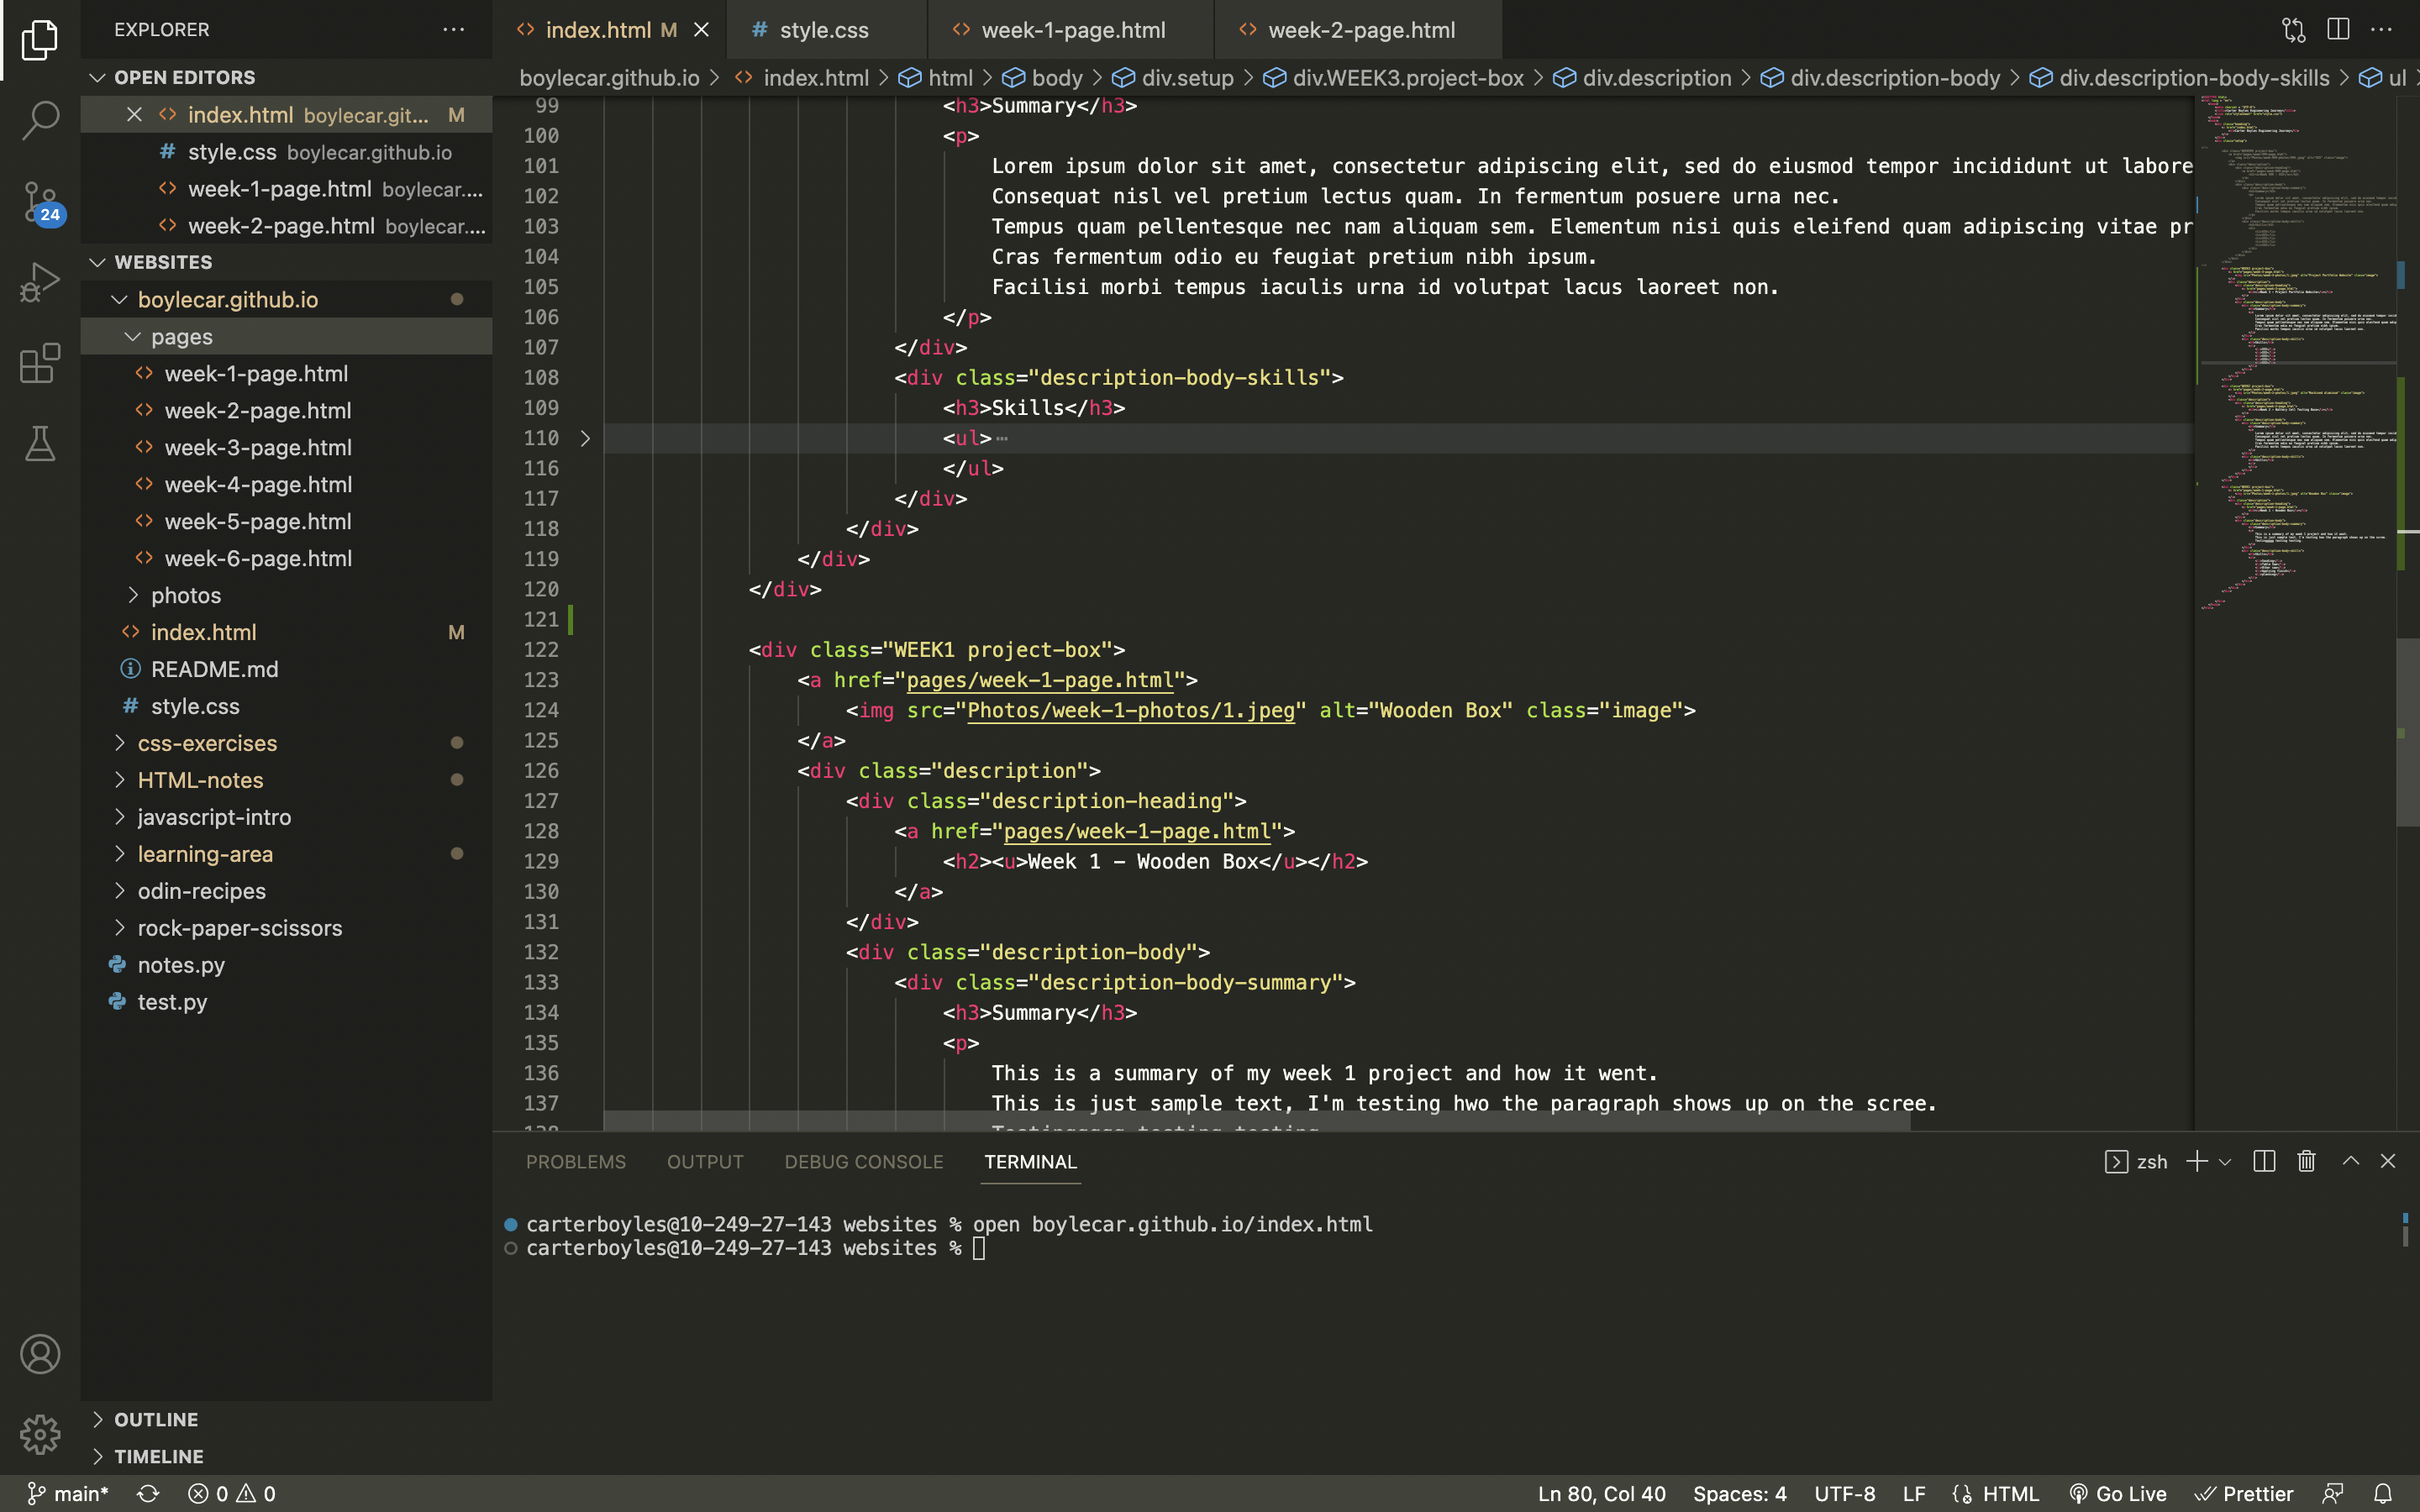 EXPLORER
OPEN EDITORS
index.html boylecar.git... M
style.css boylecar.github.io
week-1-page.html boylecar....
week-2-page.html boylecar....
24
WEBSITES
boylecar.github.io
pages
week-1-page.html
week-2-page.html
week-3-page.html
week-4-page.html
week-5-page.html
week-6-page.html
photos
index.html M
README.md
style.css
css-exercises
HTML-notes
javascript-intro
learning-area
odin-recipes
rock-paper-scissors
notes.py
test.py
OUTLINE
TIMELINE
index.html M style.css week-1-page.html week-2-page.html
boylecar.github.io > index.html > html > body > div.setup > div.WEEK3.project-box > div.description > div.description-body > div.description-body-skills > ul >
99 <h3>Summary</h3>
100 <p>
101 Lorem ipsum dolor sit amet, consectetur adipiscing elit, sed do eiusmod tempor incididunt ut labore
102 Consequat nisl vel pretium lectus quam. In fermentum posuere urna nec.
103 Tempus quam pellentesque nec nam aliquam sem. Elementum nisi quis eleifend quam adipiscing vitae pr
104 Cras fermentum odio eu feugiat pretium nibh ipsum.
105 Facilisi morbi tempus iaculis urna id volutpat lacus laoreet non.
106 </p>
107 </div>
108 <div class="description-body-skills">
109 <h3>Skills</h3>
110 <ul>...
116 </ul>
117 </div>
118 </div>
119 </div>
120 </div>
121
122 <div class="WEEK1 project-box">
123 <a href="pages/week-1-page.html">
124 <img src="Photos/week-1-photos/1.jpeg" alt="Wooden Box" class="image">
125 </a>
126 <div class="description">
127 <div class="description-heading">
128 <a href="pages/week-1-page.html">
129 <h2><u>Week 1 - Wooden Box</u></h2>
130 </a>
131 </div>
132 <div class="description-body">
133 <div class="description-body-summary">
134 <h3>Summary</h3>
135 <p>
136 This is a summary of my week 1 project and how it went.
137 This is just sample text, I'm testing hwo the paragraph shows up on the scree.
138 testing testing
PROBLEMS OUTPUT DEBUG CONSOLE TERMINAL zsh
carterboyles@10-249-27-143 websites % open boylecar.github.io/index.html
carterboyles@10-249-27-143 websites %
main* 0 0 Ln 80, Col 40 Spaces: 4 UTF-8 LF HTML Go Live Prettier